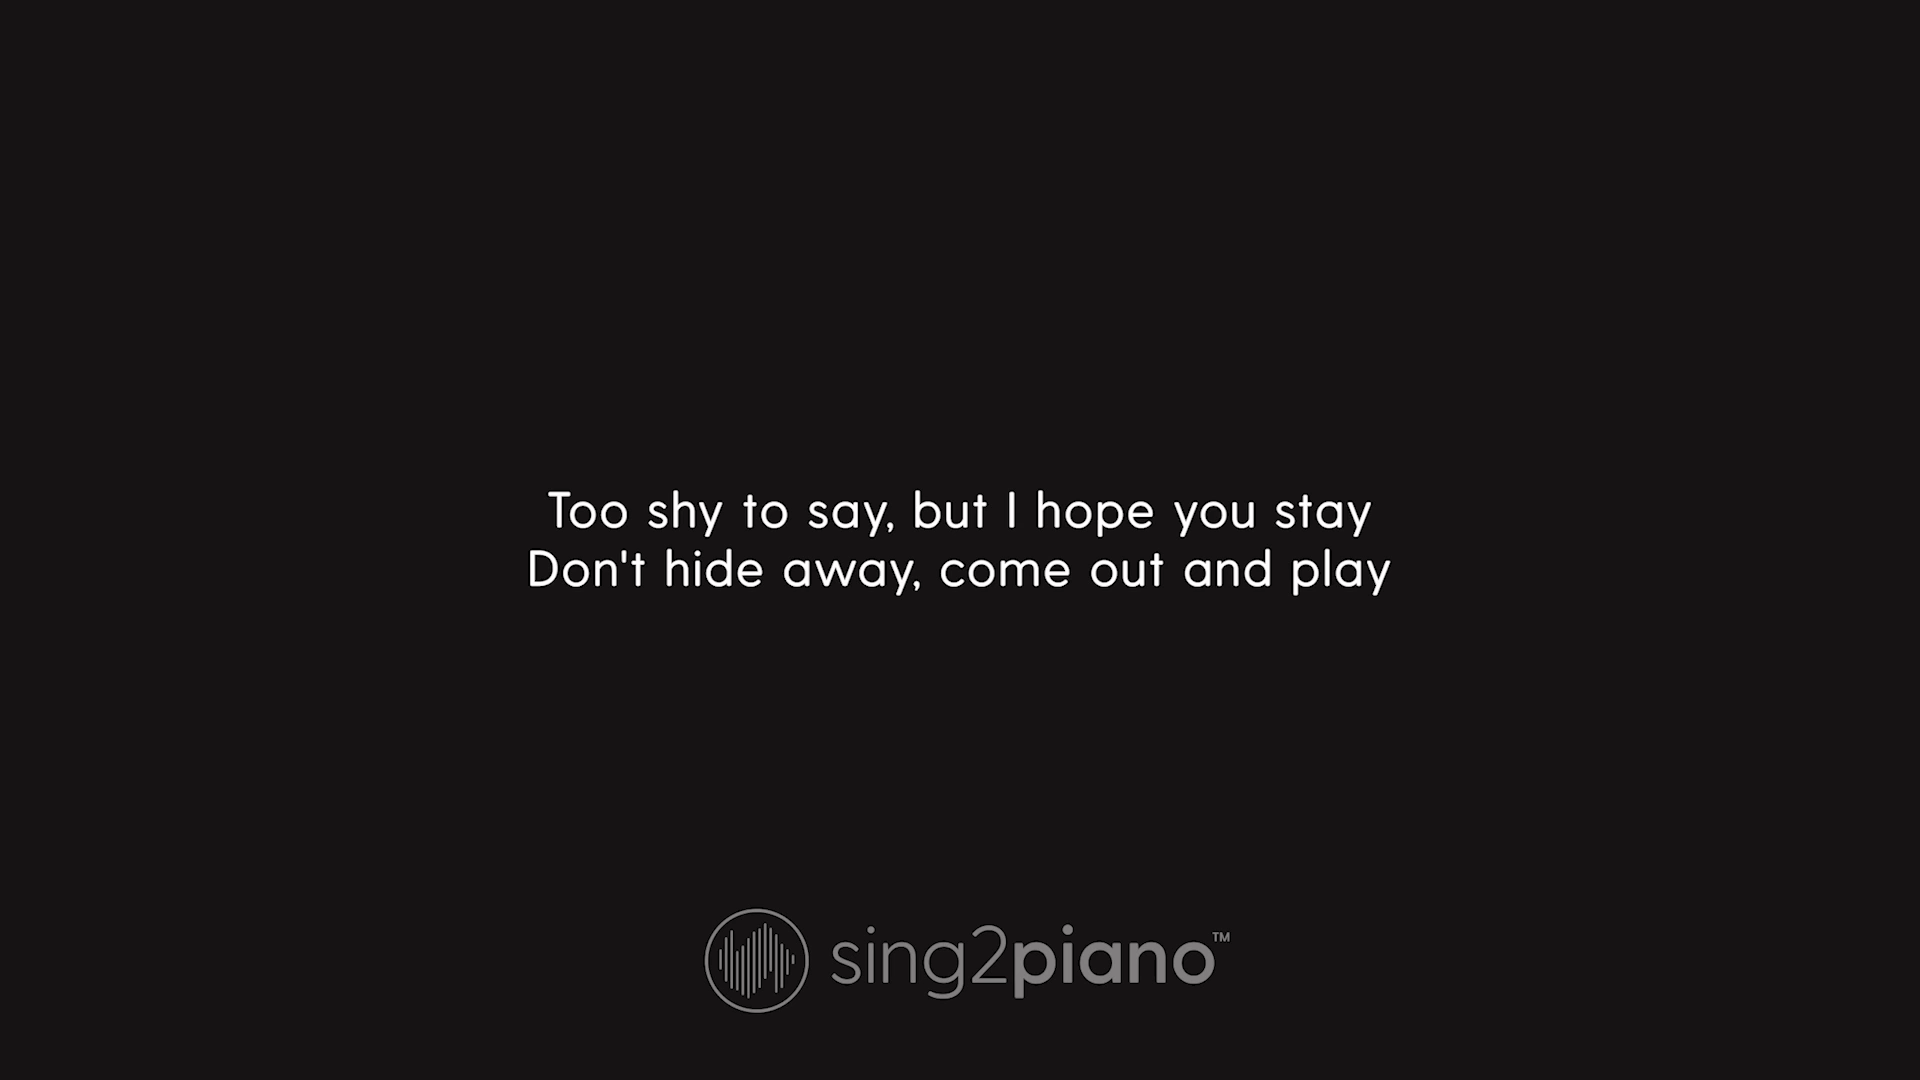 Too shy to say, but I hope you stay
Don't hide away, come out and play
sing2piano™